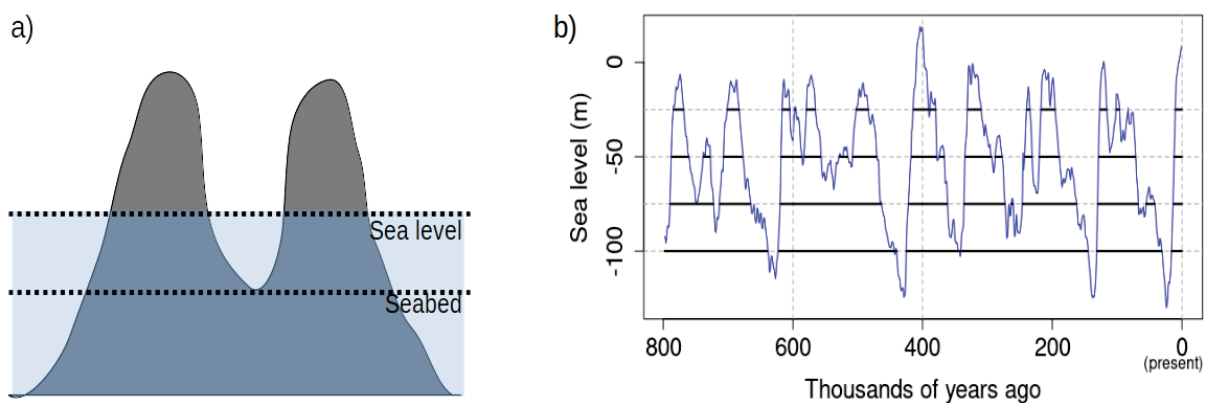 a)
Sea level
Seabed
b)
Sea level (m)
0
-50
-100
800
600
400
200
0
(present)
Thousands of years ago